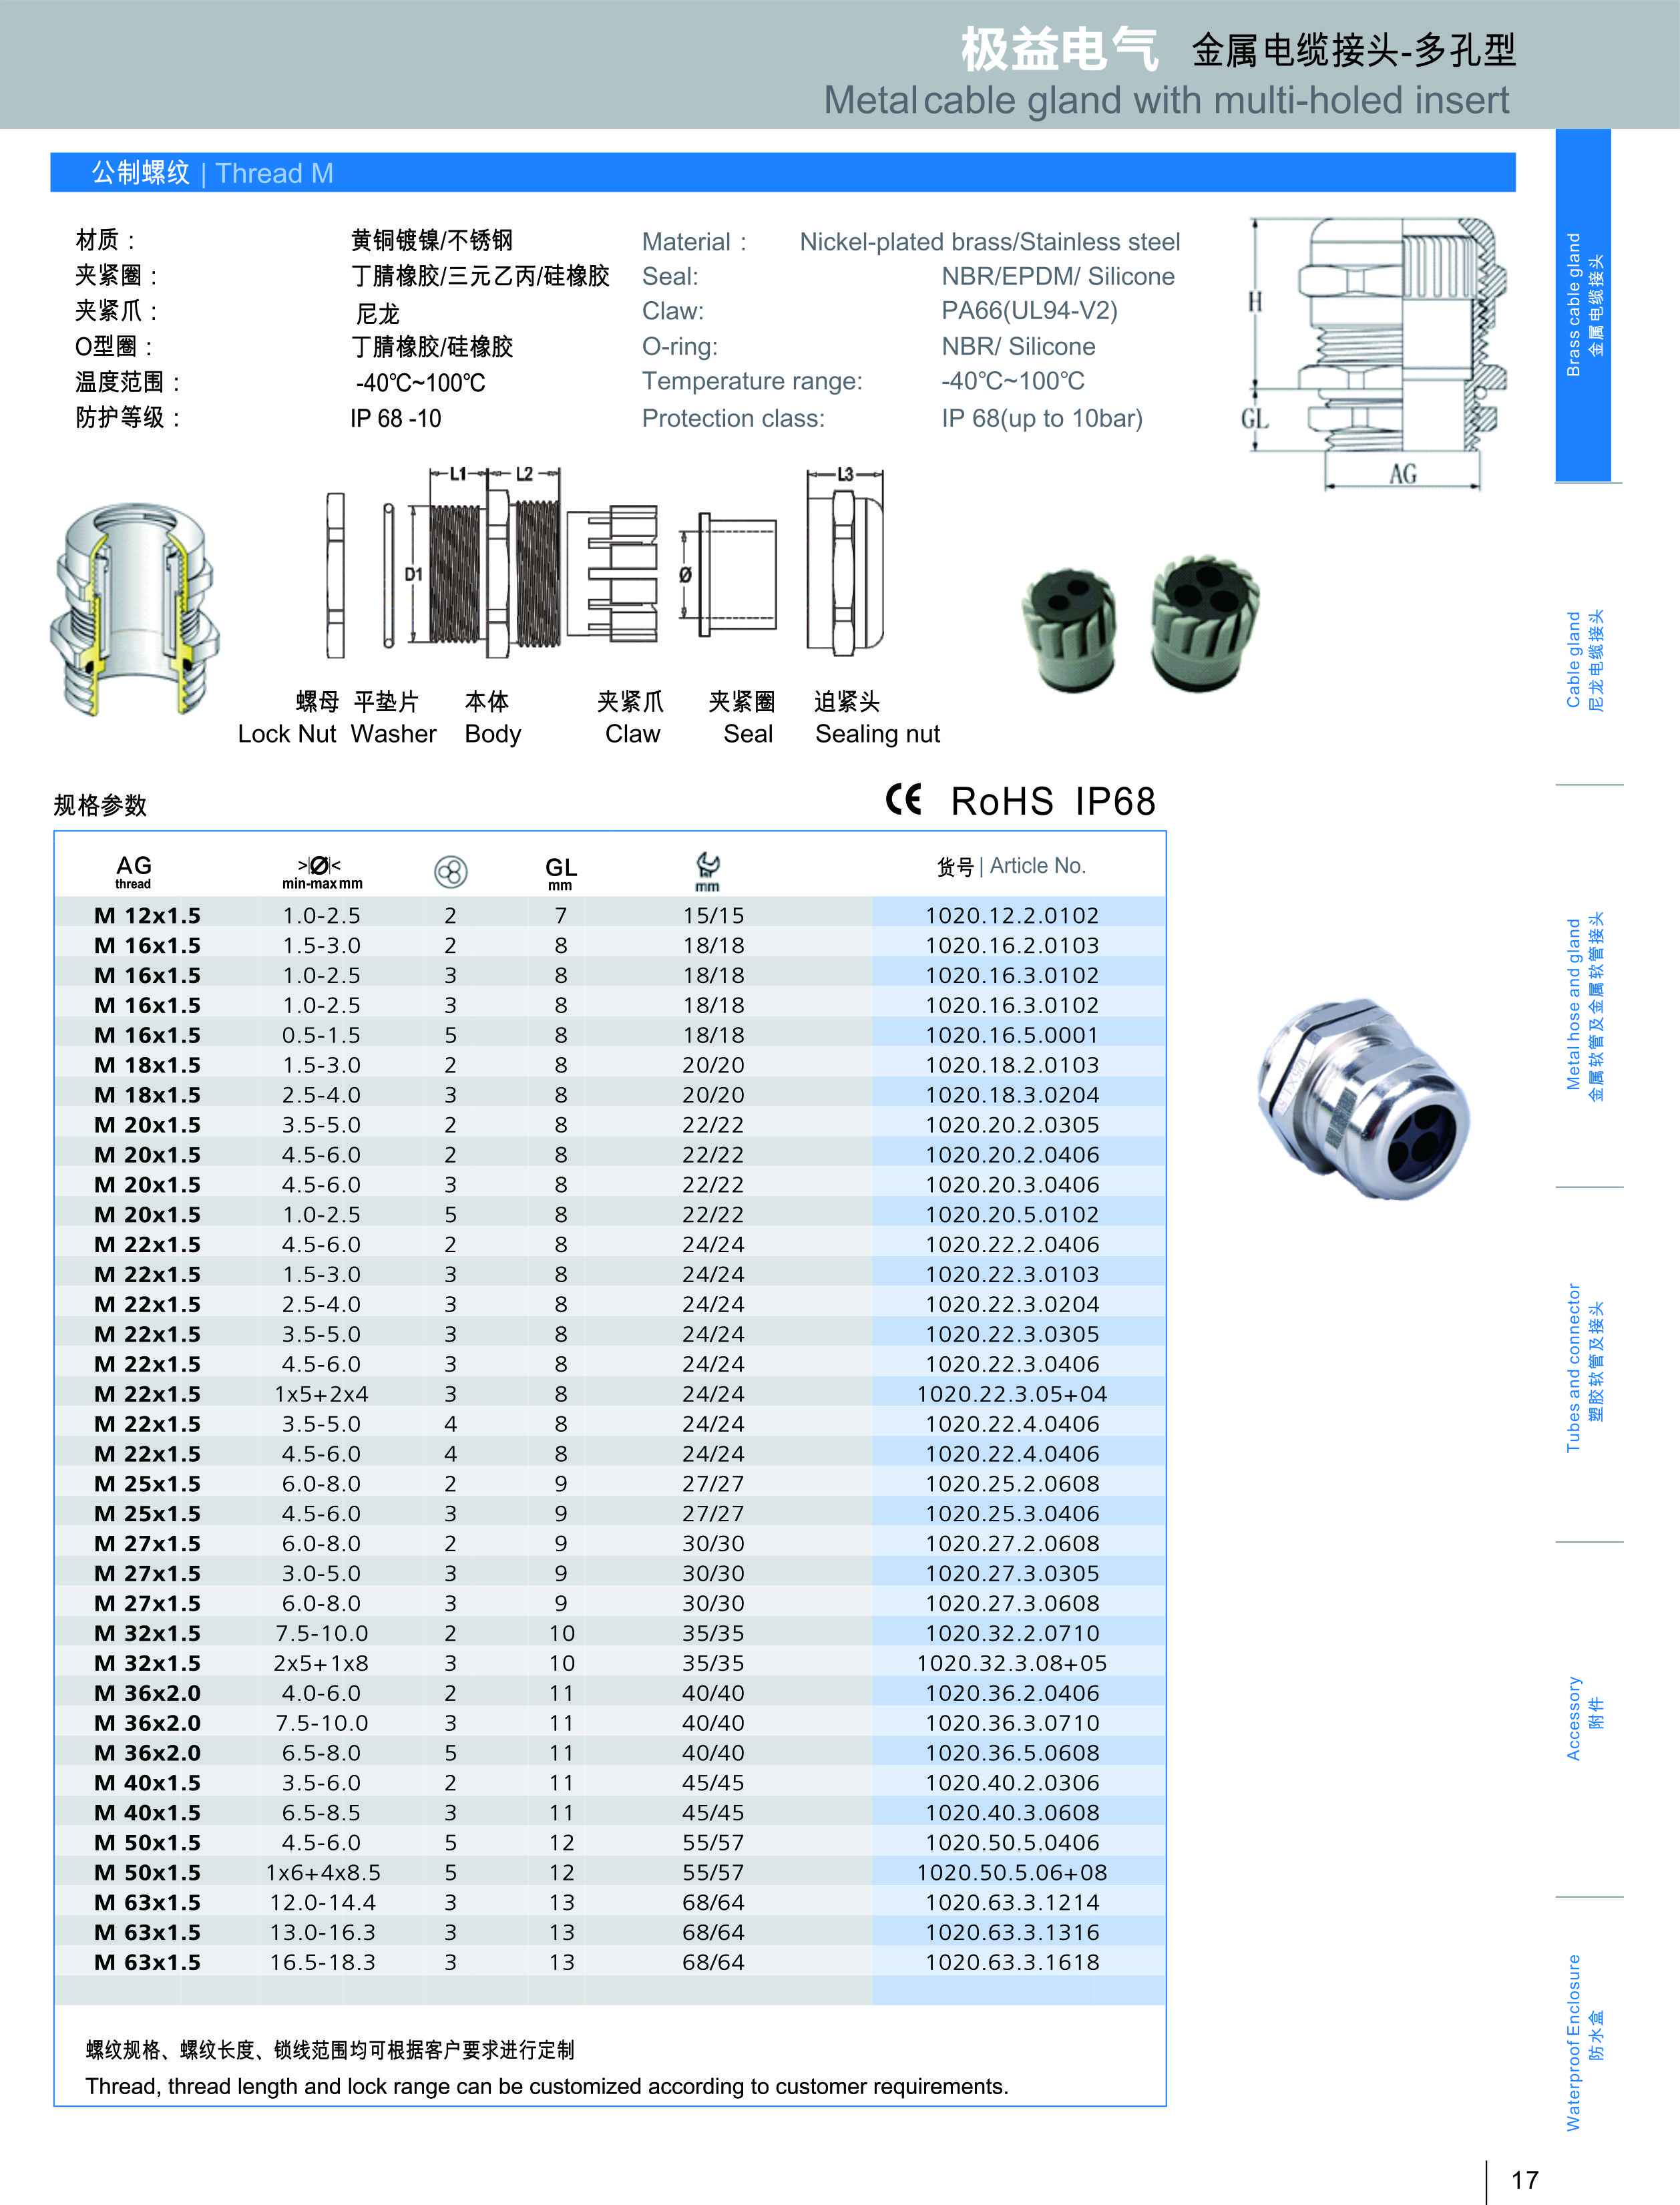 极益电气 金属电缆接头-多孔型
Metal cable gland with multi-holed insert
公制螺纹 | Thread M
材质： 黄铜镀镍/不锈钢 Material： Nickel-plated brass/Stainless steel
夹紧圈： 丁腈橡胶/三元乙丙/硅橡胶 Seal: NBR/EPDM/ Silicone
夹紧爪： 尼龙 Claw: PA66(UL94-V2)
O型圈： 丁腈橡胶/硅橡胶 O-ring: NBR/ Silicone
温度范围： -40℃~100℃ Temperature range: -40℃~100℃
防护等级： IP 68 -10 Protection class: IP 68(up to 10bar)
H
GL
AG
L1 L2 L3
D1 Ø
螺母 平垫片 本体 夹紧爪 夹紧圈 迫紧头
Lock Nut Washer Body Claw Seal Sealing nut
规格参数 CE RoHS IP68
AG >|Ø|< GL 货号 | Article No.
thread min-max mm mm mm
M 12x1.5 1.0-2.5 2 7 15/15 1020.12.2.0102
M 16x1.5 1.5-3.0 2 8 18/18 1020.16.2.0103
M 16x1.5 1.0-2.5 3 8 18/18 1020.16.3.0102
M 16x1.5 1.0-2.5 3 8 18/18 1020.16.3.0102
M 16x1.5 0.5-1.5 5 8 18/18 1020.16.5.0001
M 18x1.5 1.5-3.0 2 8 20/20 1020.18.2.0103
M 18x1.5 2.5-4.0 3 8 20/20 1020.18.3.0204
M 20x1.5 3.5-5.0 2 8 22/22 1020.20.2.0305
M 20x1.5 4.5-6.0 2 8 22/22 1020.20.2.0406
M 20x1.5 4.5-6.0 3 8 22/22 1020.20.3.0406
M 20x1.5 1.0-2.5 5 8 22/22 1020.20.5.0102
M 22x1.5 4.5-6.0 2 8 24/24 1020.22.2.0406
M 22x1.5 1.5-3.0 3 8 24/24 1020.22.3.0103
M 22x1.5 2.5-4.0 3 8 24/24 1020.22.3.0204
M 22x1.5 3.5-5.0 3 8 24/24 1020.22.3.0305
M 22x1.5 4.5-6.0 3 8 24/24 1020.22.3.0406
M 22x1.5 1x5+2x4 3 8 24/24 1020.22.3.05+04
M 22x1.5 3.5-5.0 4 8 24/24 1020.22.4.0406
M 22x1.5 4.5-6.0 4 8 24/24 1020.22.4.0406
M 25x1.5 6.0-8.0 2 9 27/27 1020.25.2.0608
M 25x1.5 4.5-6.0 3 9 27/27 1020.25.3.0406
M 27x1.5 6.0-8.0 2 9 30/30 1020.27.2.0608
M 27x1.5 3.0-5.0 3 9 30/30 1020.27.3.0305
M 27x1.5 6.0-8.0 3 9 30/30 1020.27.3.0608
M 32x1.5 7.5-10.0 2 10 35/35 1020.32.2.0710
M 32x1.5 2x5+1x8 3 10 35/35 1020.32.3.08+05
M 36x2.0 4.0-6.0 2 11 40/40 1020.36.2.0406
M 36x2.0 7.5-10.0 3 11 40/40 1020.36.3.0710
M 36x2.0 6.5-8.0 5 11 40/40 1020.36.5.0608
M 40x1.5 3.5-6.0 2 11 45/45 1020.40.2.0306
M 40x1.5 6.5-8.5 3 11 45/45 1020.40.3.0608
M 50x1.5 4.5-6.0 5 12 55/57 1020.50.5.0406
M 50x1.5 1x6+4x8.5 5 12 55/57 1020.50.5.06+08
M 63x1.5 12.0-14.4 3 13 68/64 1020.63.3.1214
M 63x1.5 13.0-16.3 3 13 68/64 1020.63.3.1316
M 63x1.5 16.5-18.3 3 13 68/64 1020.63.3.1618
螺纹规格、螺纹长度、锁线范围均可根据客户要求进行定制
Thread, thread length and lock range can be customized according to customer requirements.
Brass cable gland
金属电缆接头
Cable gland
尼龙电缆接头
Metal hose and gland
金属软管及金属软管接头
Tubes and connector
塑胶软管及接头
Accessory
附件
Waterproof Enclosure
防水盒
17